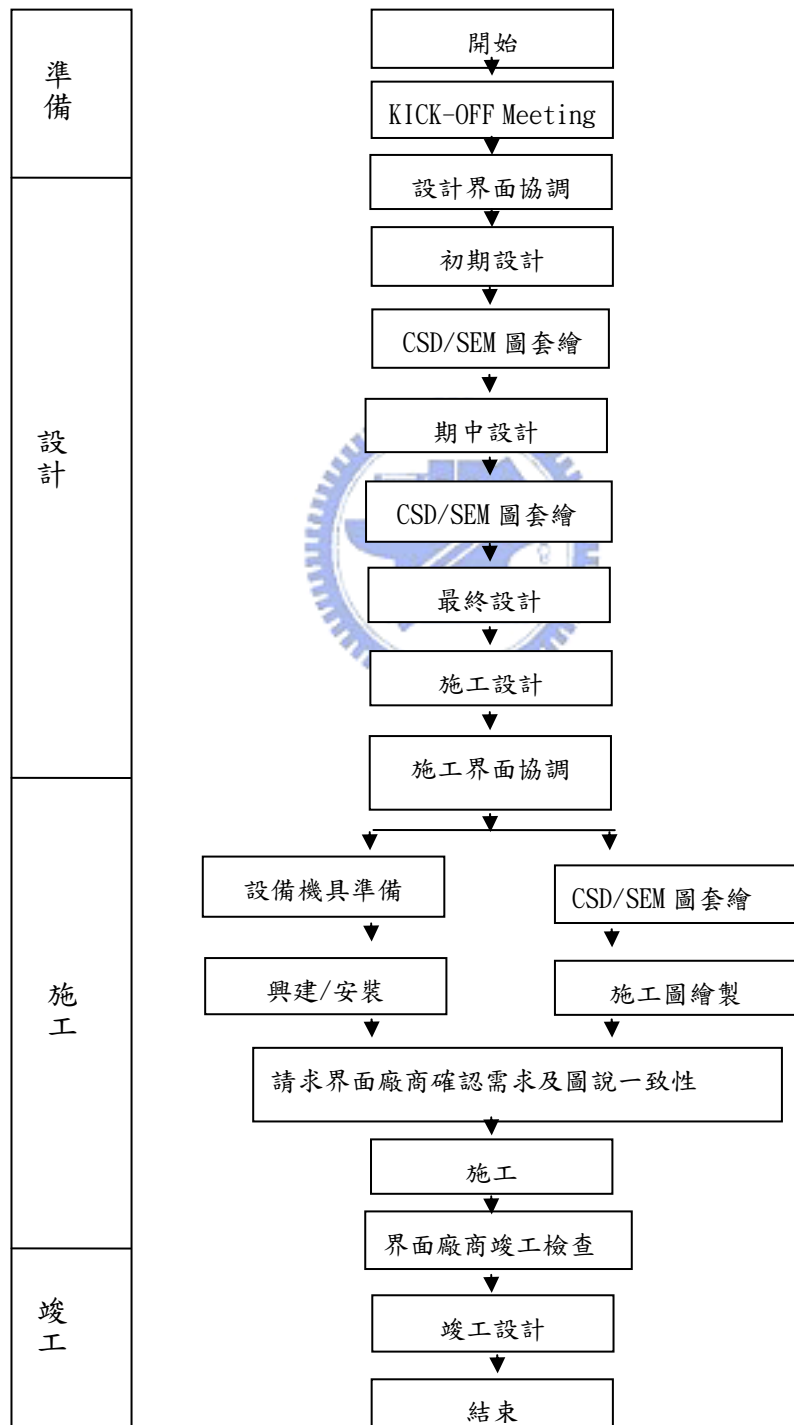 準備
設計
施工
竣工
開始
KICK-OFF Meeting
設計界面協調
初期設計
CSD/SEM 圖套繪
期中設計
CSD/SEM 圖套繪
最終設計
施工設計
施工界面協調
設備機具準備
CSD/SEM 圖套繪
興建/安裝
施工圖繪製
請求界面廠商確認需求及圖說一致性
施工
界面廠商竣工檢查
竣工設計
結束